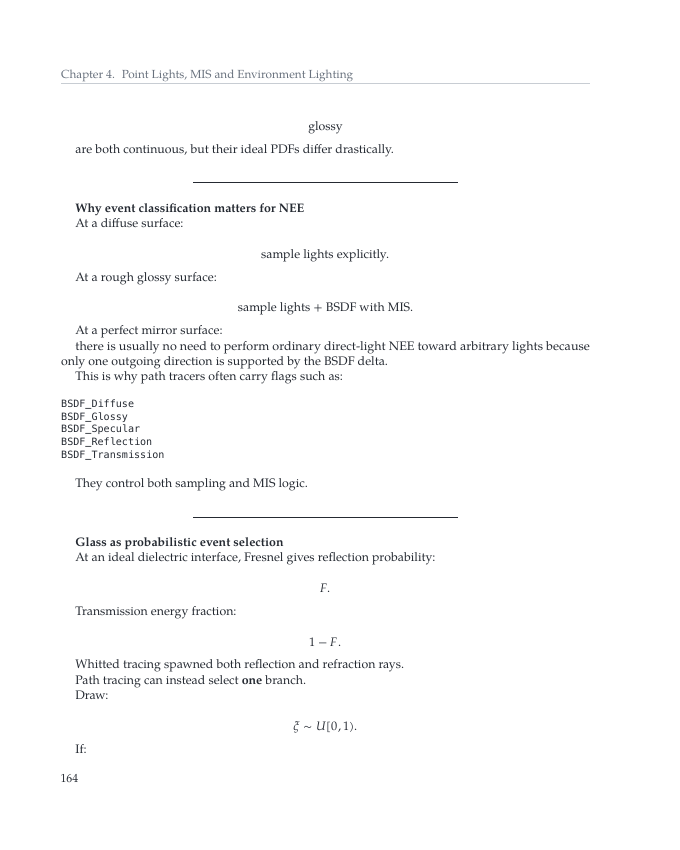 Chapter 4. Point Lights, MIS and Environment Lighting
glossy
are both continuous, but their ideal PDFs differ drastically.
Why event classification matters for NEE
At a diffuse surface:
sample lights explicitly.
At a rough glossy surface:
sample lights + BSDF with MIS.
At a perfect mirror surface:
there is usually no need to perform ordinary direct-light NEE toward arbitrary lights because
only one outgoing direction is supported by the BSDF delta.
This is why path tracers often carry flags such as:
BSDF_Diffuse
BSDF_Glossy
BSDF_Specular
BSDF_Reflection
BSDF_Transmission
They control both sampling and MIS logic.
Glass as probabilistic event selection
At an ideal dielectric interface, Fresnel gives reflection probability:
F.
Transmission energy fraction:
1 − F.
Whitted tracing spawned both reflection and refraction rays.
Path tracing can instead select one branch.
Draw:
ξ ∼ U[0, 1).
If:
164